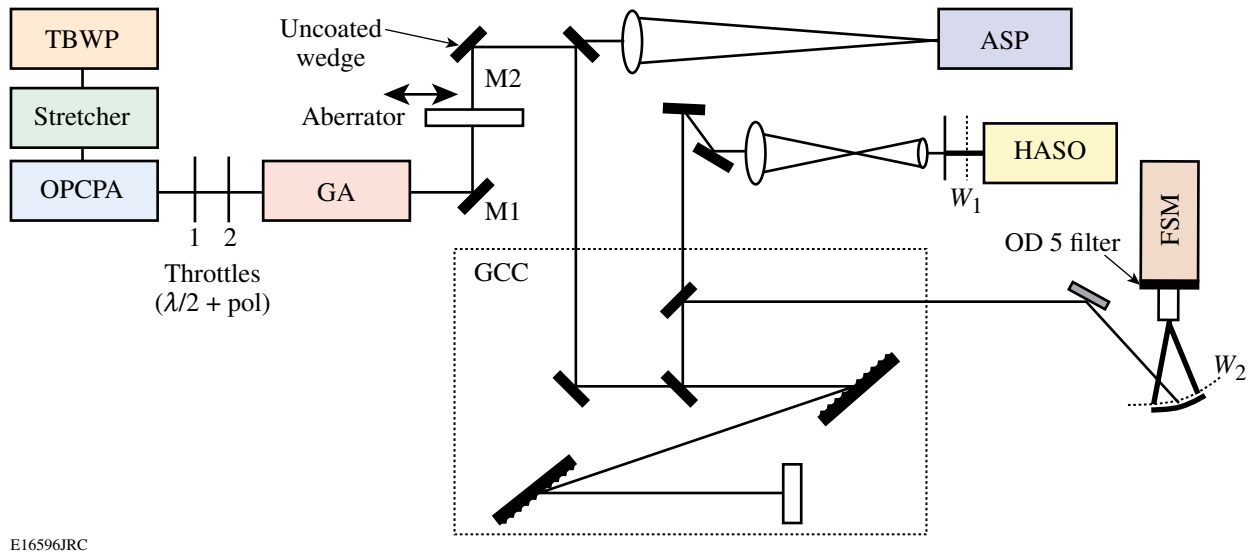 TBWP
Stretcher
OPCPA
1 2
Throttles
(λ/2 + pol)
GA
Uncoated
wedge
M2
Aberrator
M1
ASP
HASO
W1
GCC
OD 5 filter
FSM
W2
E16596JRC